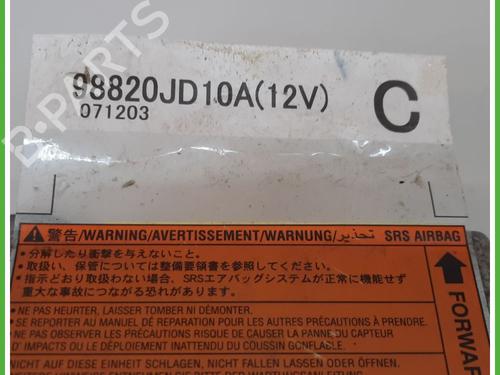 98820JD10A(12V)
C
071203
B-PARTS
警告/WARNING/AVERTISSEMENT/WARNUNG/تحذير SRS AIRBAG
・分解したり衝撃を与えないこと。
・取扱い、保管については整備要領書を参照してください。
・指示どおり取扱わない場合、SRSエアバッグシステムが正常に機能せず
重大な事故につながる恐れがあります。
・NE PAS HEURTER, LAISSER TOMBER NI DÉMONTER.
・SE REPORTER AU MANUEL DE RÉPARATION POUR LES AUTRES PRÉCAUTIONS À PRENDRE.
・NE PAS OBSERVER CES PRÉCAUTIONS RISQUE DE CAUSER LA PANNE DU CAPTEUR
OU LE DÉPLOIEMENT INATTENDU DU COUSSIN GONFLABLE.
・NICHT AUF DIESE EINHEIT SCHLAGEN, NICHT FALLEN LASSEN ODER ÖFFNEN
FORWARD